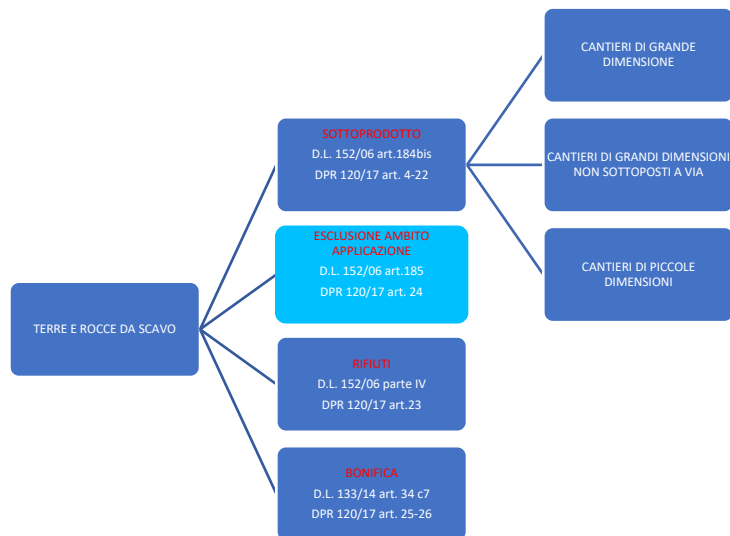 TERRE E ROCCE DA SCAVO
SOTTOPRODOTTO
D.L. 152/06 art.184bis
DPR 120/17 art. 4-22
ESCLUSIONE AMBITO
APPLICAZIONE
D.L. 152/06 art.185
DPR 120/17 art. 24
RIFIUTI
D.L. 152/06 parte IV
DPR 120/17 art.23
BONIFICA
D.L. 133/14 art. 34 c7
DPR 120/17 art. 25-26
CANTIERI DI GRANDE
DIMENSIONE
CANTIERI DI GRANDI DIMENSIONI
NON SOTTOPOSTI A VIA
CANTIERI DI PICCOLE
DIMENSIONI